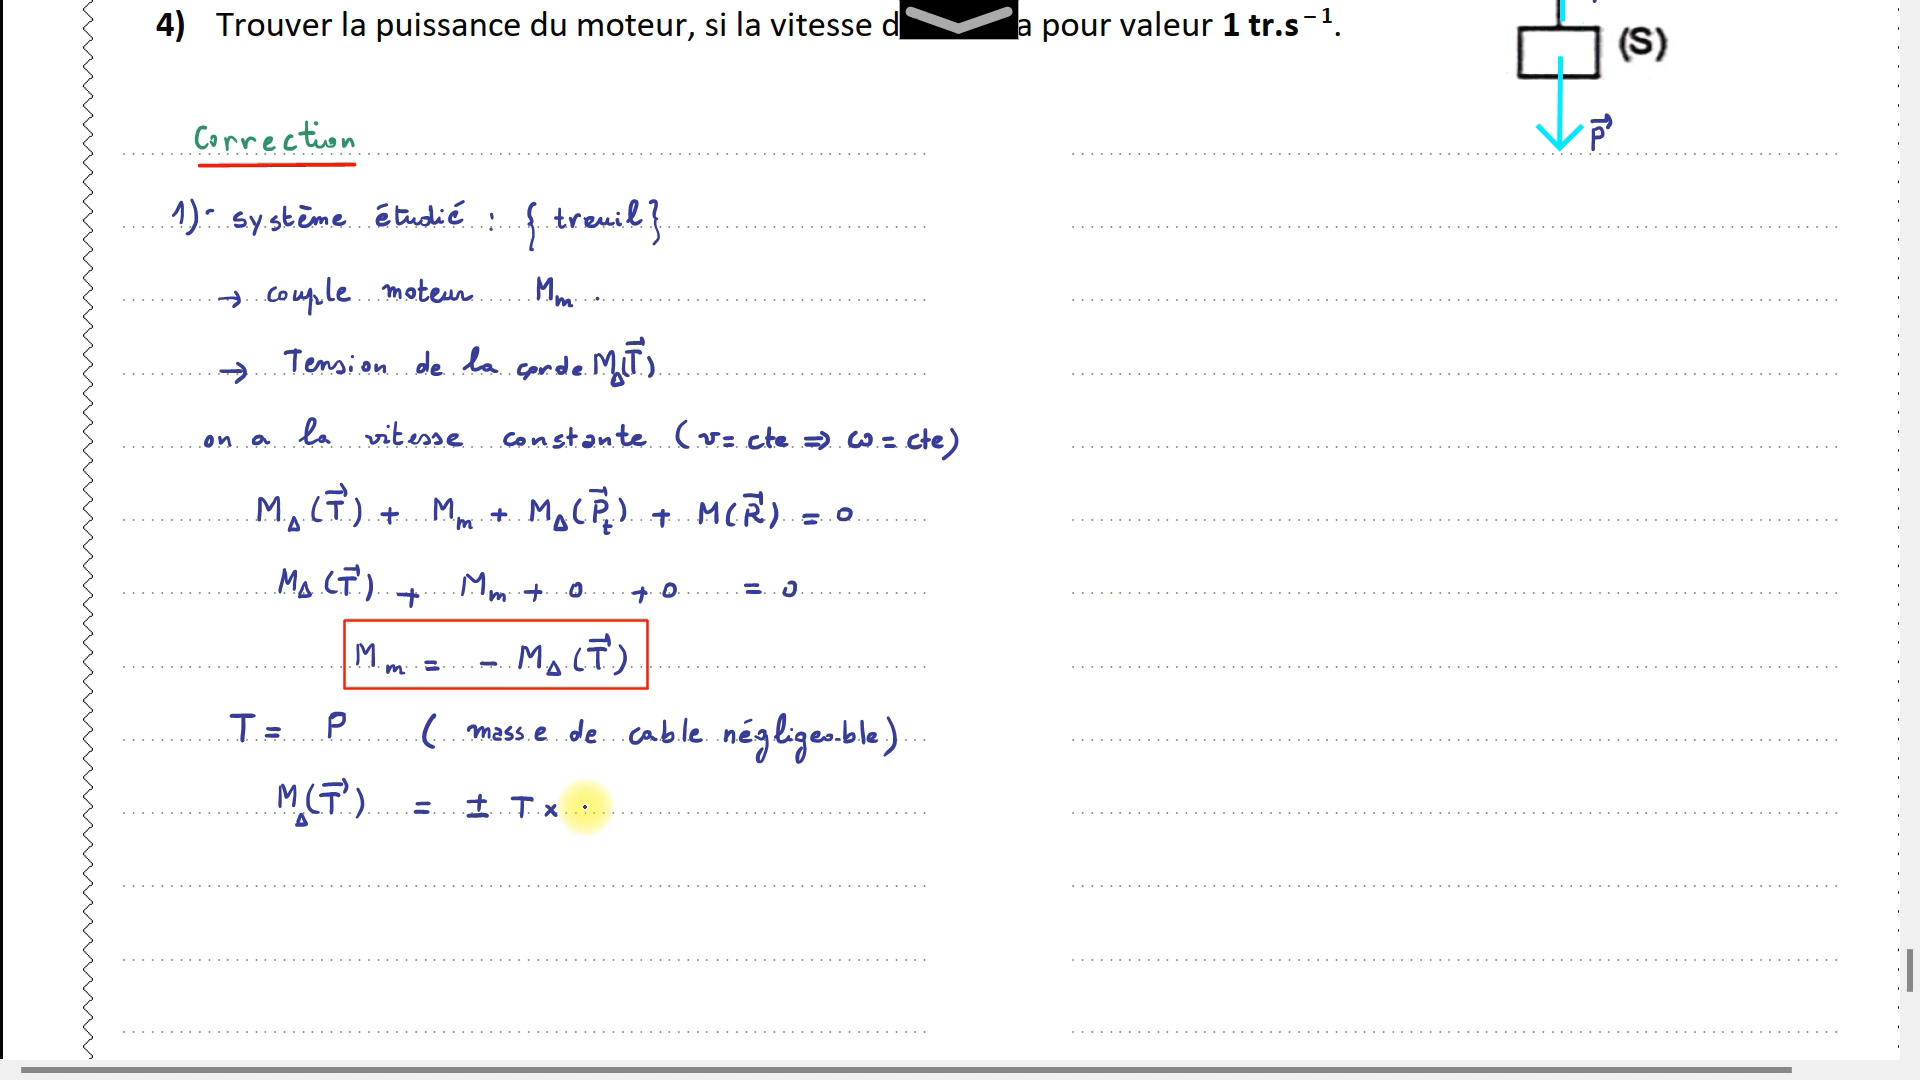 4) Trouver la puissance du moteur, si la vitesse d a pour valeur 1 tr.s⁻¹.
(S)
P⃗
Correction
1)- système étudié : { treuil}
→ couple moteur Mm .
→ Tension de la corde MΔ(T⃗)
on a la vitesse constante (v= cte ⇒ ω = cte)
MΔ(T⃗) + Mm + MΔ(P⃗t) + M(R⃗) = 0
MΔ(T⃗) + Mm + 0 + 0 = 0
Mm = - MΔ(T⃗)
T = P ( masse de cable négligeable)
MΔ(T⃗) = ± T ×